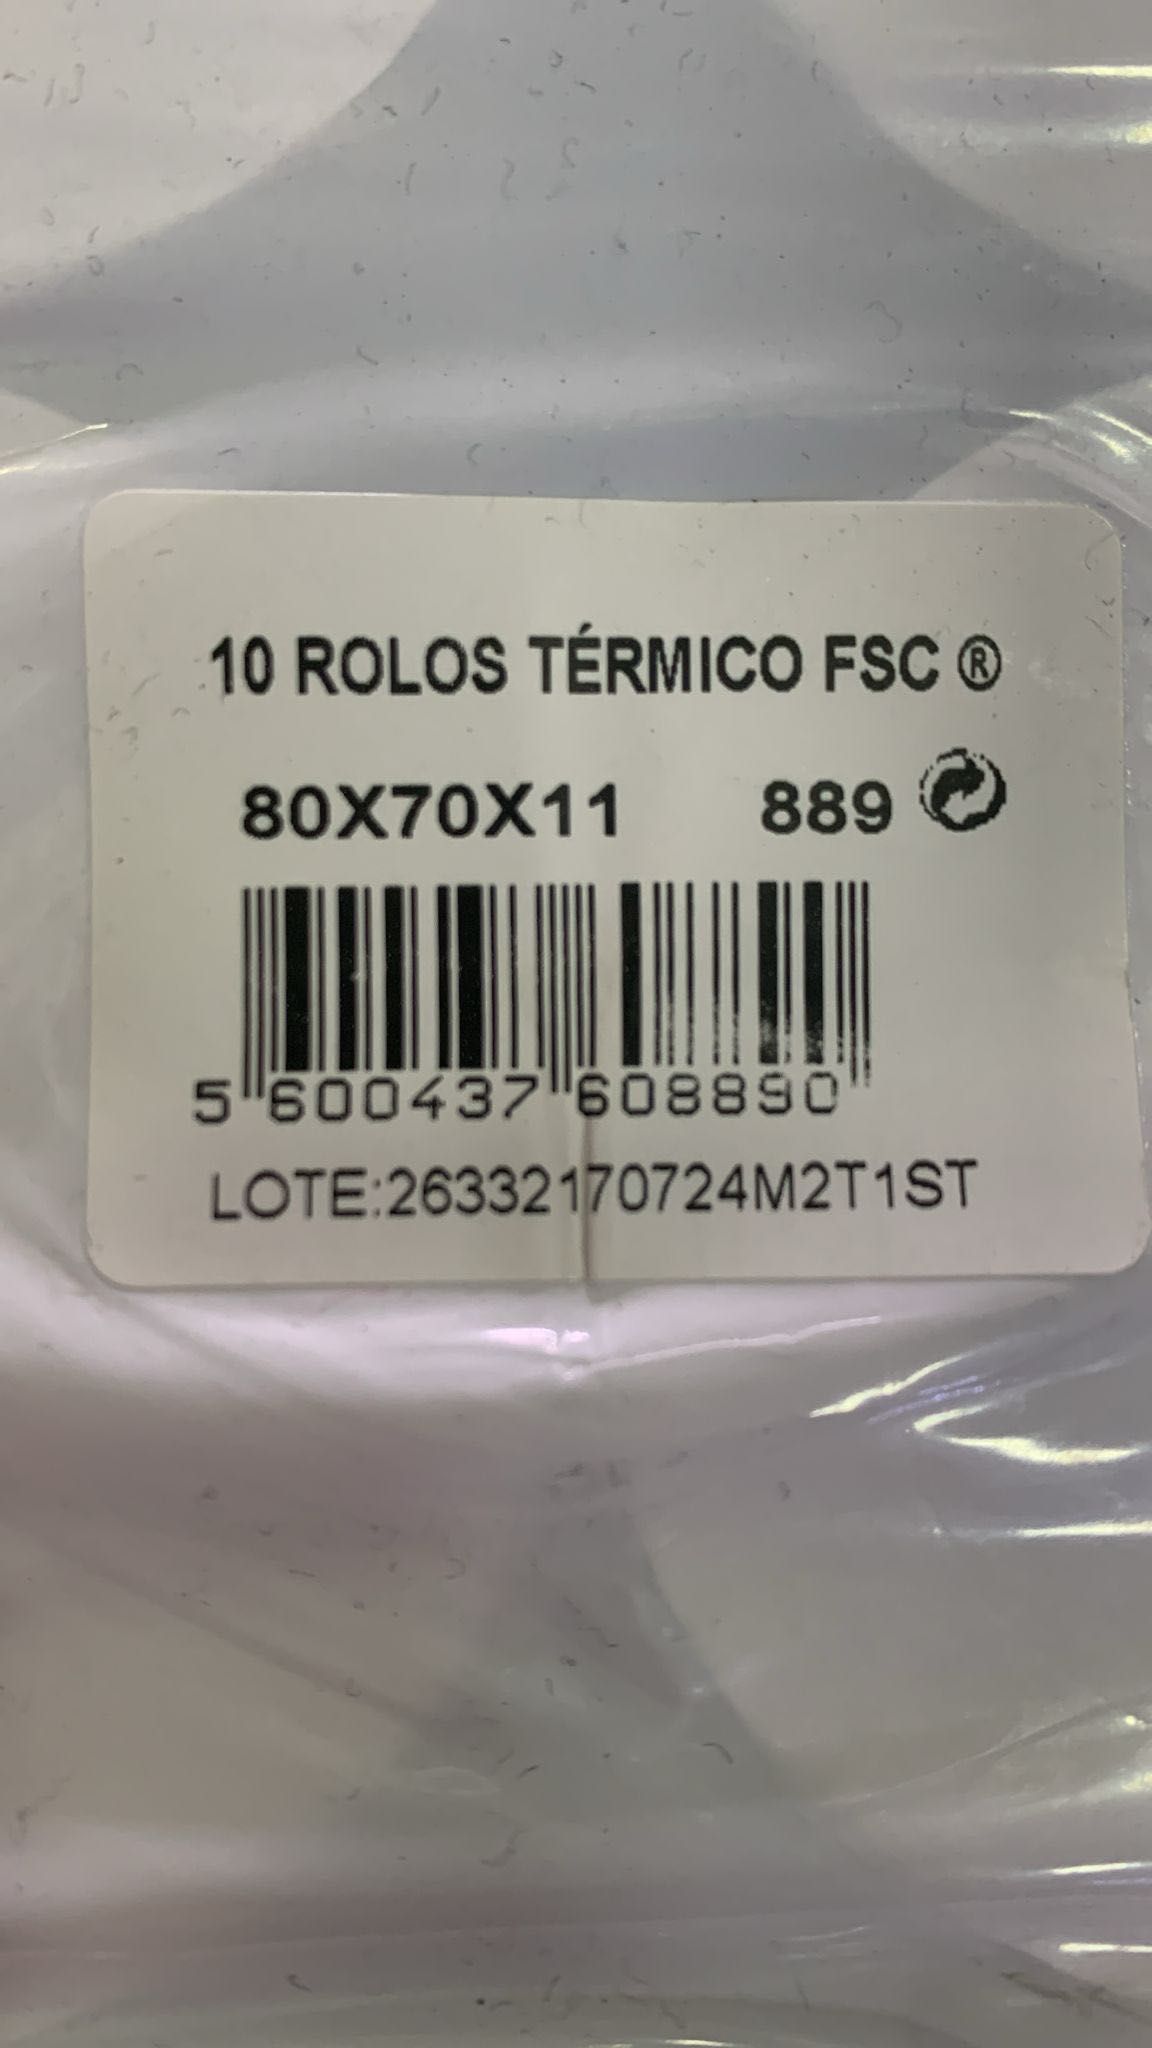 10 ROLOS TÉRMICO FSC ®
80X70X11 889
5 600437 608890
LOTE:26332170724M2T1ST